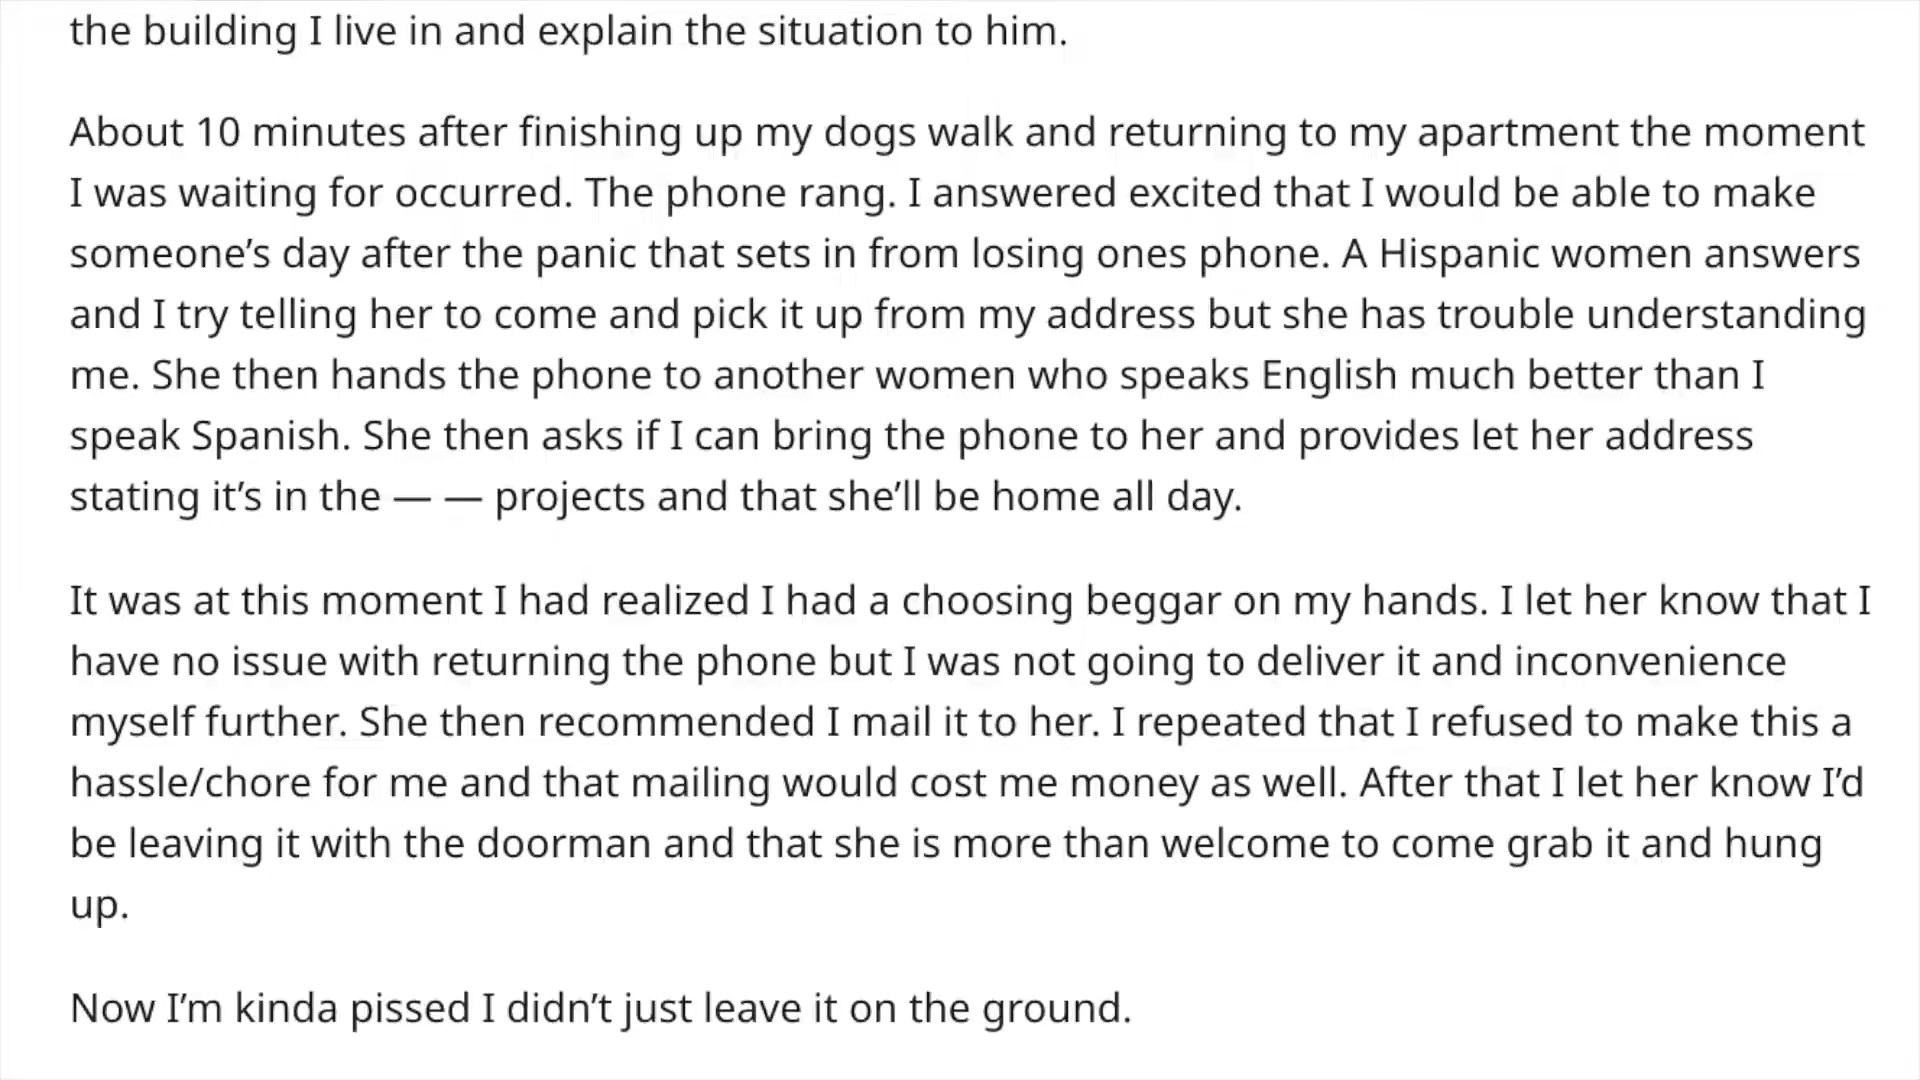 the building I live in and explain the situation to him.
About 10 minutes after finishing up my dogs walk and returning to my apartment the moment
I was waiting for occurred. The phone rang. I answered excited that I would be able to make
someone’s day after the panic that sets in from losing ones phone. A Hispanic women answers
and I try telling her to come and pick it up from my address but she has trouble understanding
me. She then hands the phone to another women who speaks English much better than I
speak Spanish. She then asks if I can bring the phone to her and provides let her address
stating it’s in the — — projects and that she’ll be home all day.
It was at this moment I had realized I had a choosing beggar on my hands. I let her know that I
have no issue with returning the phone but I was not going to deliver it and inconvenience
myself further. She then recommended I mail it to her. I repeated that I refused to make this a
hassle/chore for me and that mailing would cost me money as well. After that I let her know I’d
be leaving it with the doorman and that she is more than welcome to come grab it and hung
up.
Now I’m kinda pissed I didn’t just leave it on the ground.